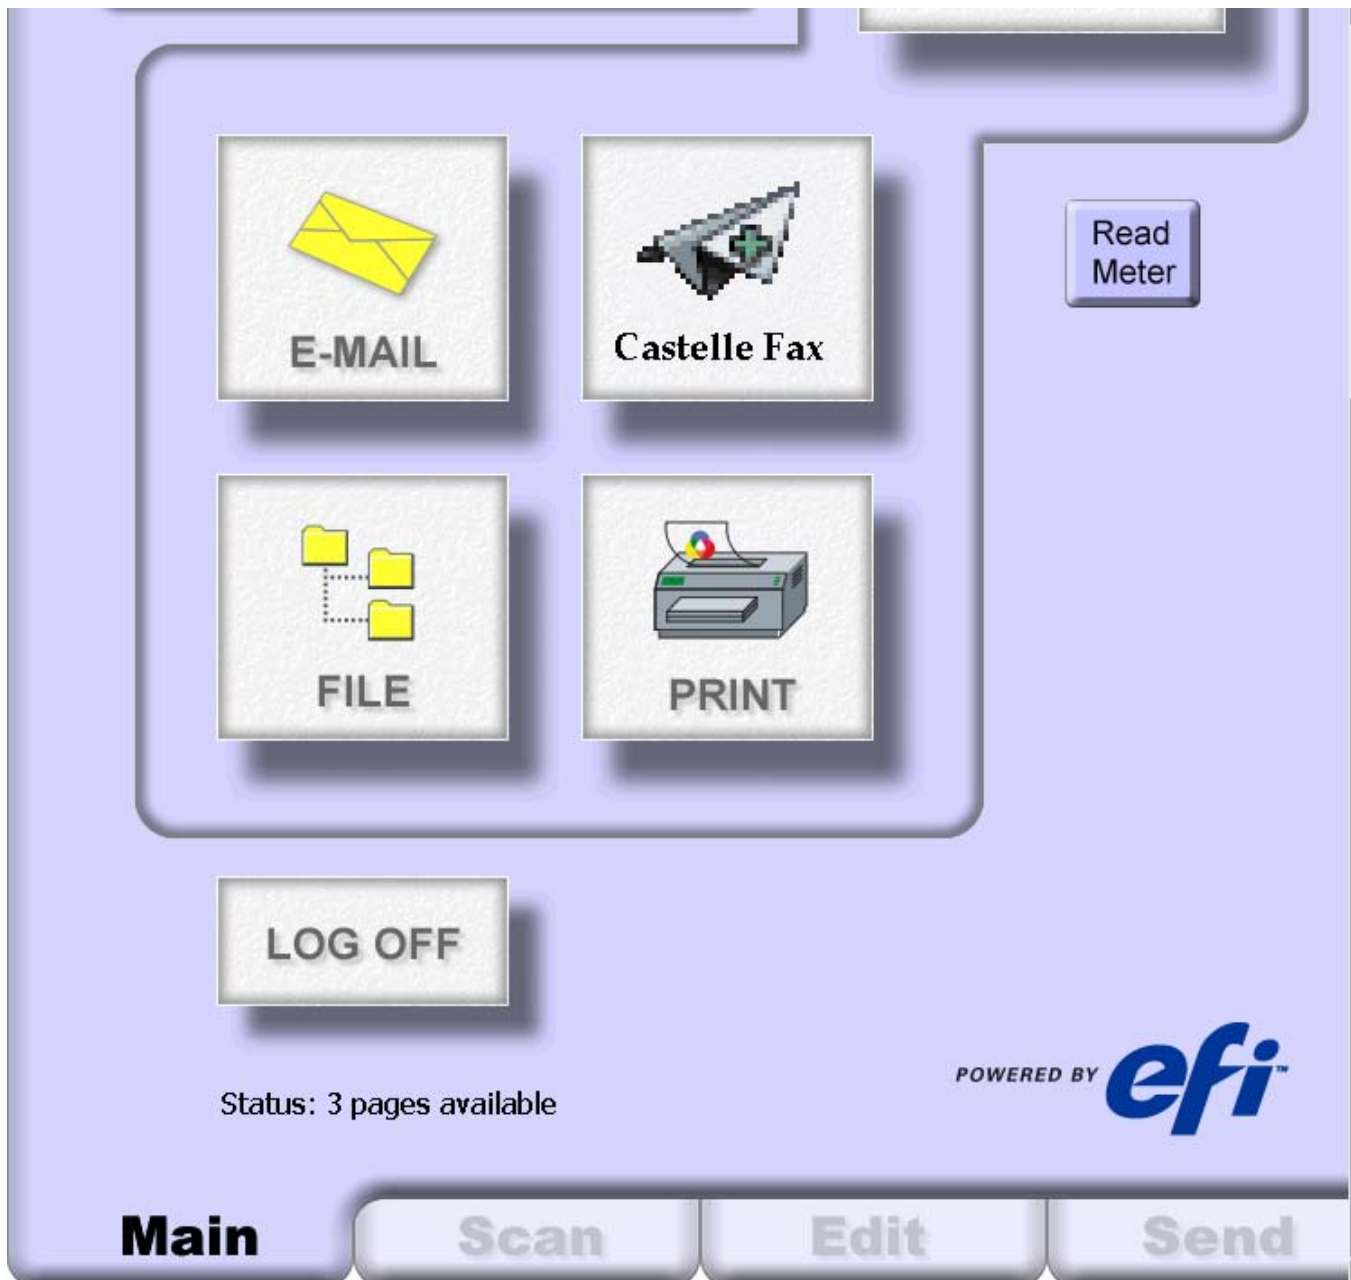 E-MAIL
Castelle Fax
Read
Meter
FILE
PRINT
LOG OFF
POWERED BY efi™
Status: 3 pages available
Main
Scan
Edit
Send